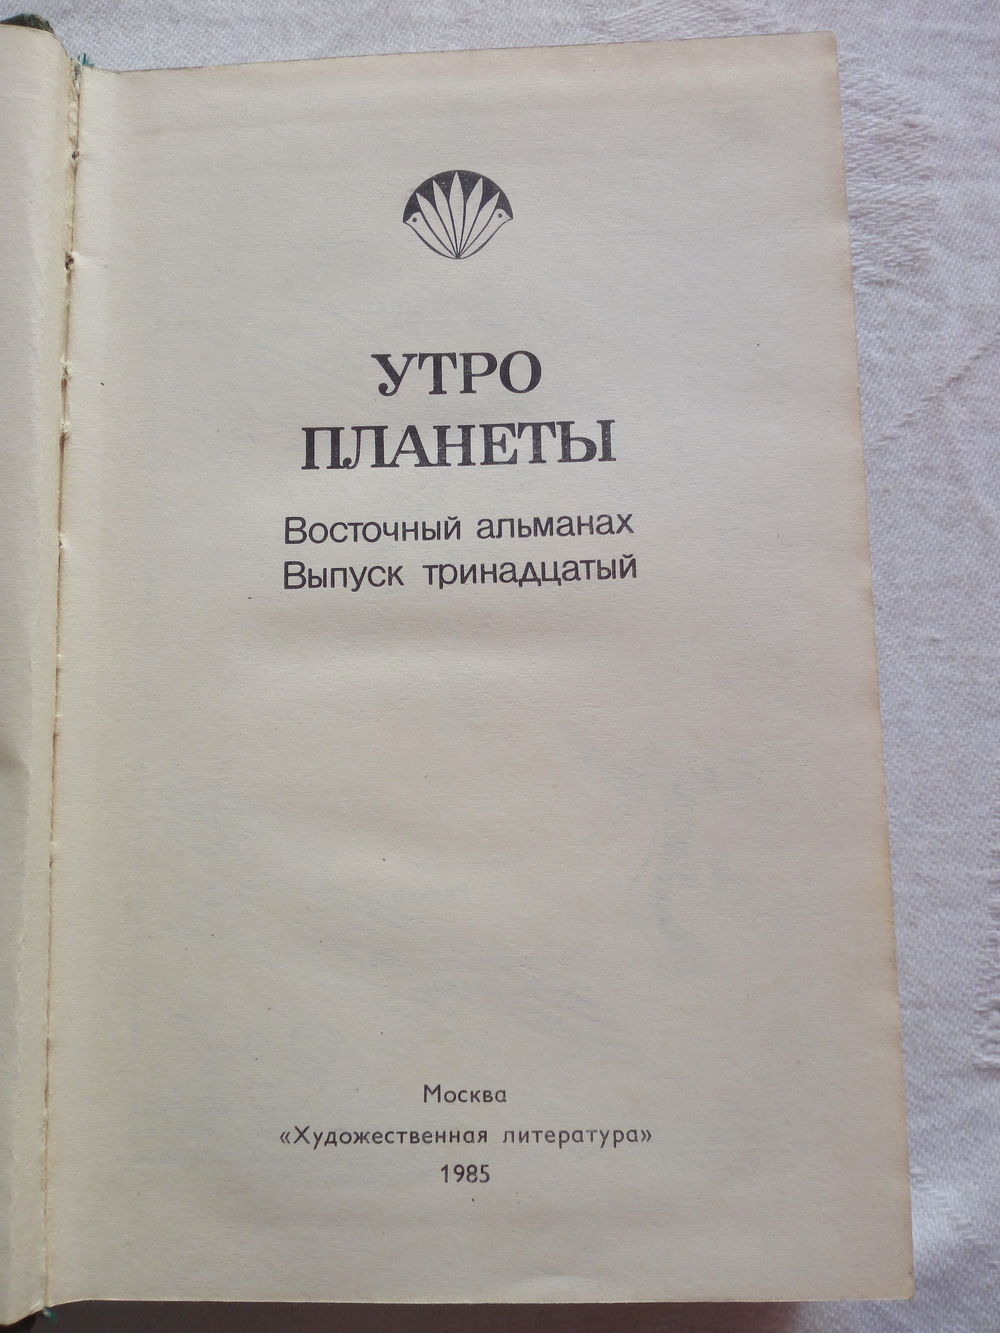 УТРО
ПЛАНЕТЫ
Восточный альманах
Выпуск тринадцатый
Москва
«Художественная литература»
1985